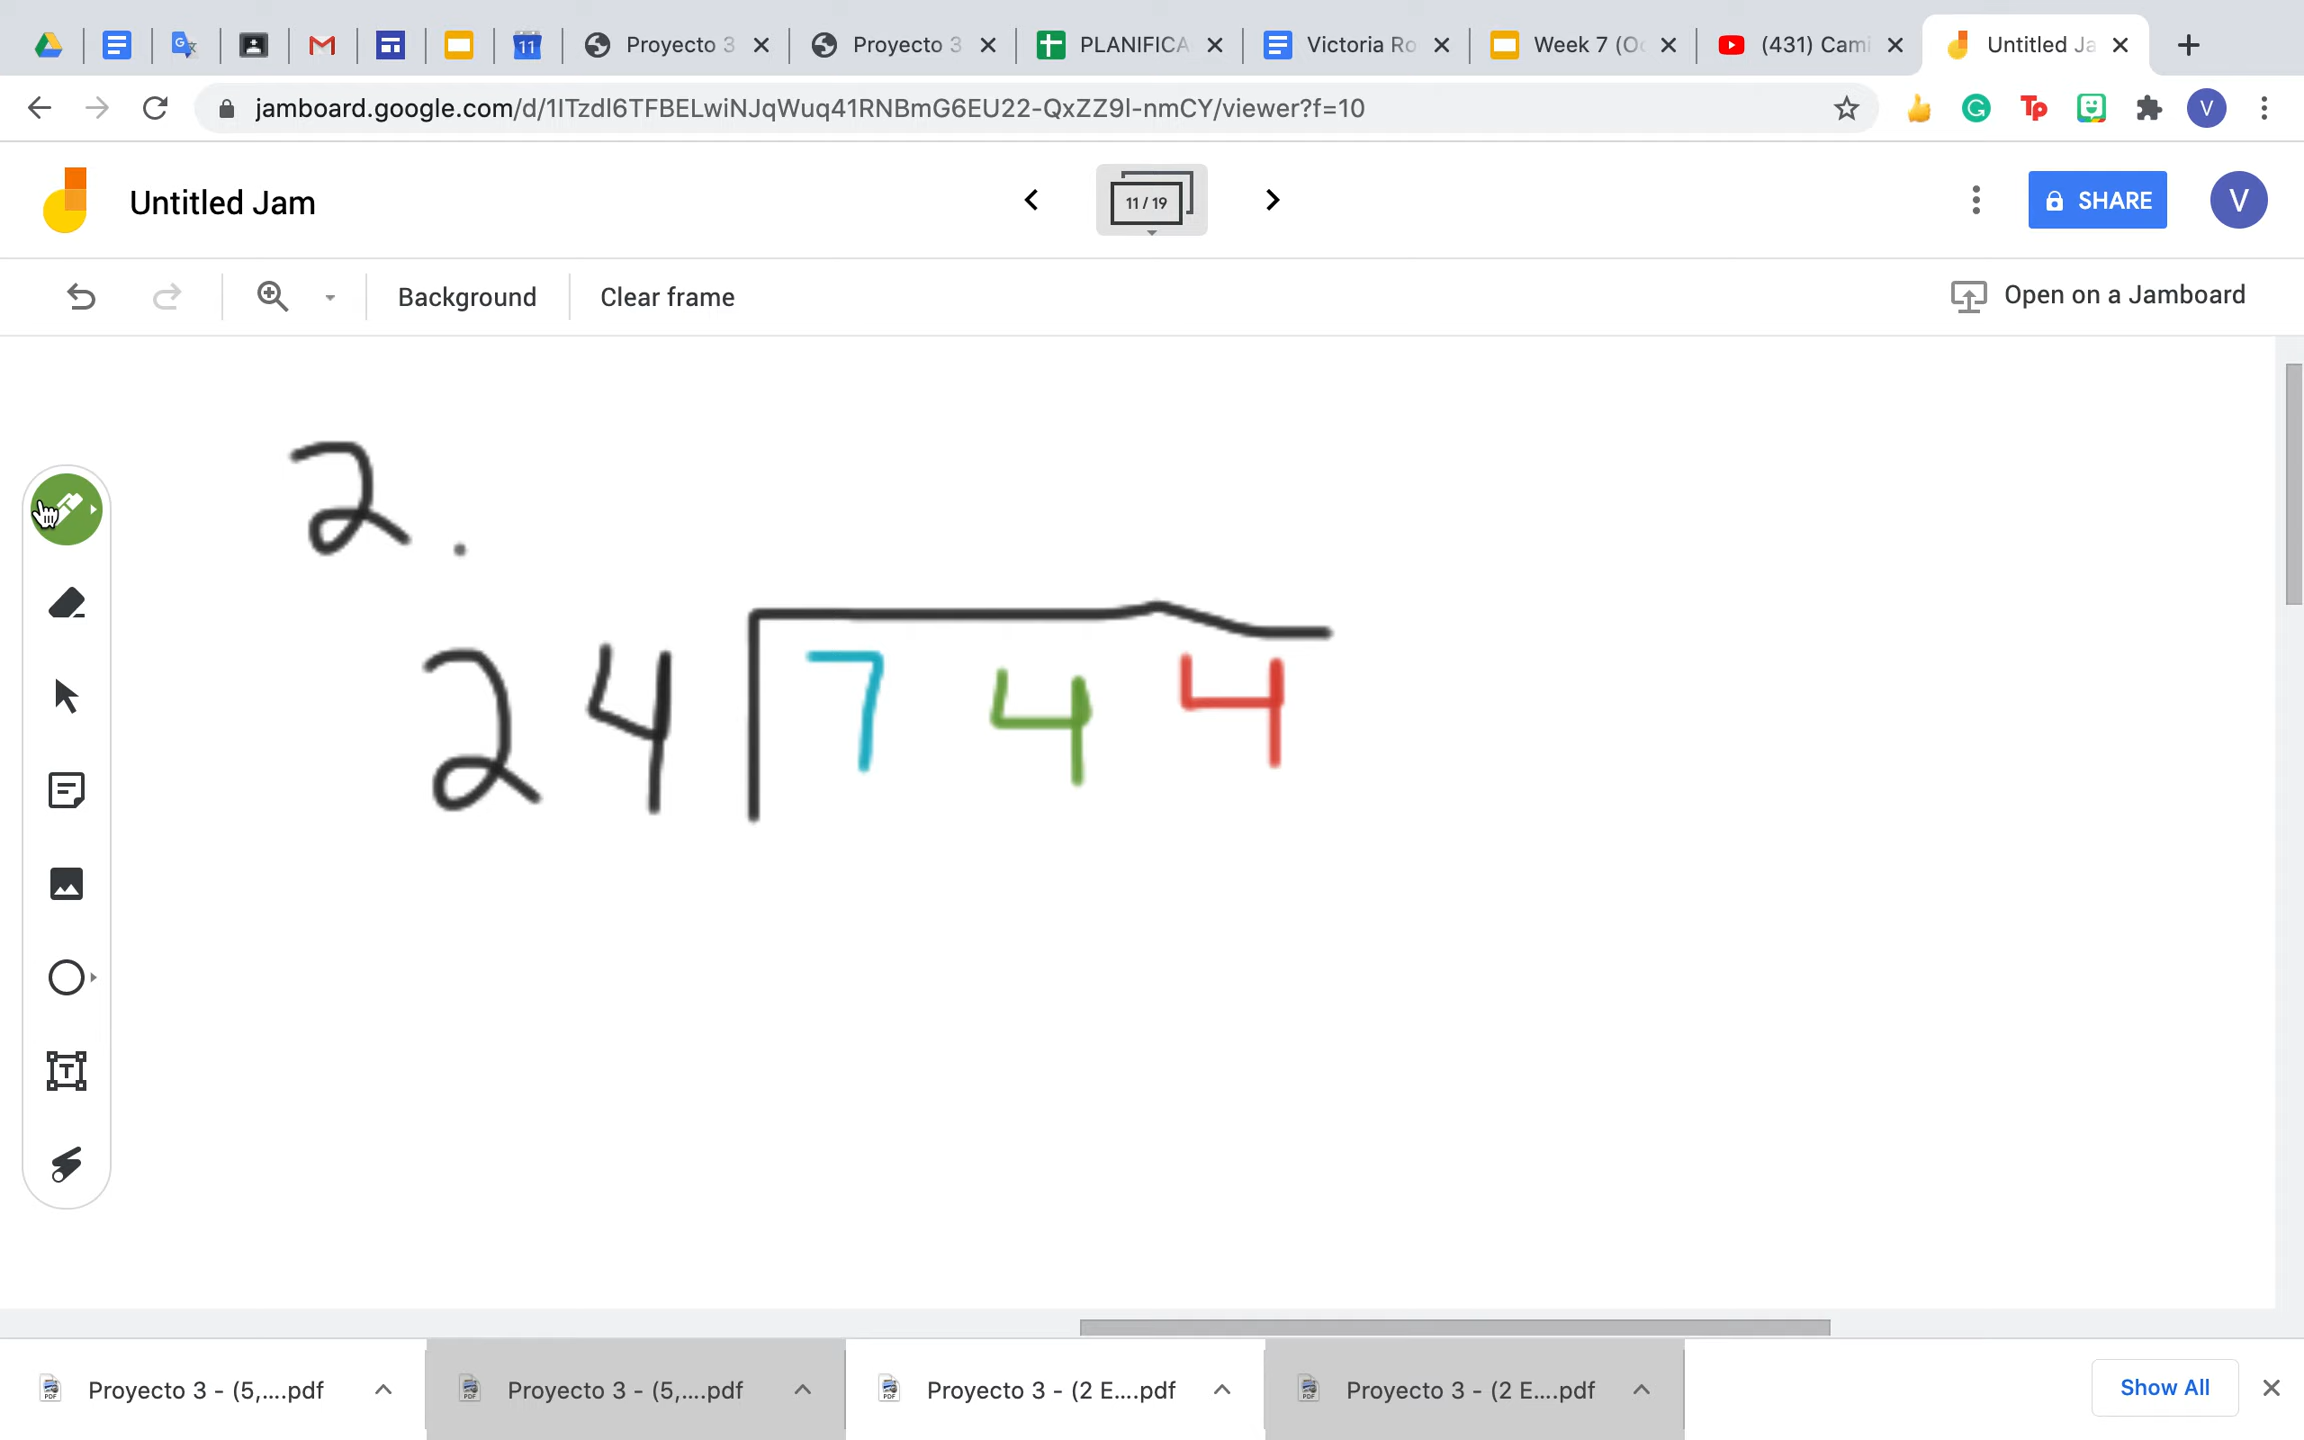 Proyecto 3 Proyecto 3 PLANIFICA Victoria Ro Week 7 (Oc (431) Cami Untitled Ja
jamboard.google.com/d/1ITzdl6TFBELwiNJqWuq41RNBmG6EU22-QxZZ9l-nmCY/viewer?f=10
Untitled Jam 11 / 19 SHARE V
Background Clear frame Open on a Jamboard
2.
24 744
Proyecto 3 - (5,....pdf Proyecto 3 - (5,....pdf Proyecto 3 - (2 E....pdf Proyecto 3 - (2 E....pdf Show All